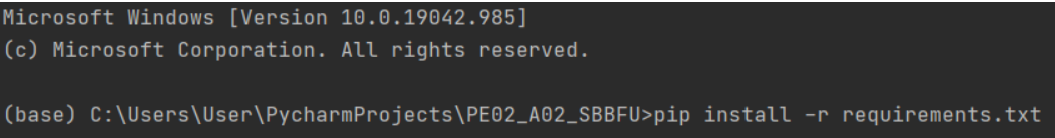 Microsoft Windows [Version 10.0.19042.985]
(c) Microsoft Corporation. All rights reserved.
(base) C:\Users\User\PycharmProjects\PE02_A02_SBBFU>pip install -r requirements.txt